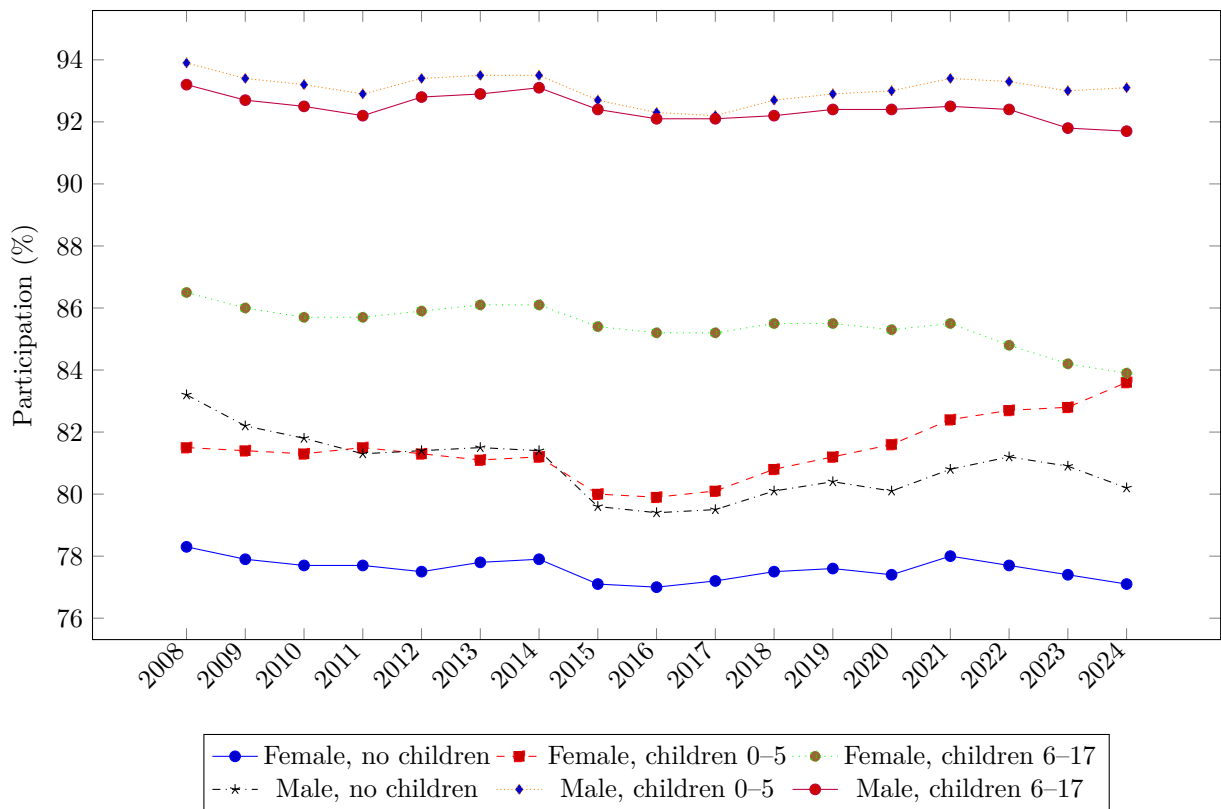 94
92
90
88
86
84
82
80
78
76
Participation (%)
2008 2009 2010 2011 2012 2013 2014 2015 2016 2017 2018 2019 2020 2021 2022 2023 2024
Female, no children Female, children 0–5 Female, children 6–17
Male, no children Male, children 0–5 Male, children 6–17